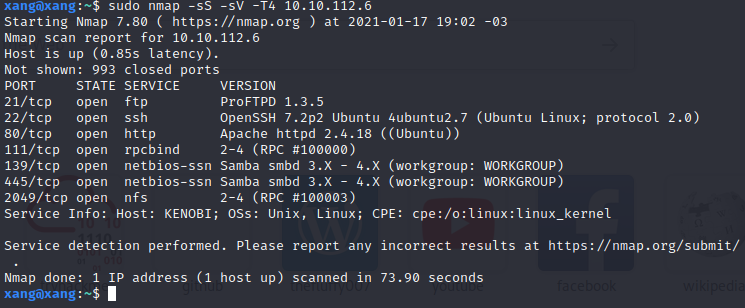 xang@xang:~$ sudo nmap -sS -sV -T4 10.10.112.6
Starting Nmap 7.80 ( https://nmap.org ) at 2021-01-17 19:02 -03
Nmap scan report for 10.10.112.6
Host is up (0.85s latency).
Not shown: 993 closed ports
PORT     STATE SERVICE     VERSION
21/tcp   open  ftp         ProFTPD 1.3.5
22/tcp   open  ssh         OpenSSH 7.2p2 Ubuntu 4ubuntu2.7 (Ubuntu Linux; protocol 2.0)
80/tcp   open  http        Apache httpd 2.4.18 ((Ubuntu))
111/tcp  open  rpcbind     2-4 (RPC #100000)
139/tcp  open  netbios-ssn Samba smbd 3.X - 4.X (workgroup: WORKGROUP)
445/tcp  open  netbios-ssn Samba smbd 3.X - 4.X (workgroup: WORKGROUP)
2049/tcp open  nfs         2-4 (RPC #100003)
Service Info: Host: KENOBI; OSs: Unix, Linux; CPE: cpe:/o:linux:linux_kernel
Service detection performed. Please report any incorrect results at https://nmap.org/submit/
.
Nmap done: 1 IP address (1 host up) scanned in 73.90 seconds
xang@xang:~$
youtube
facebook
wikipedia